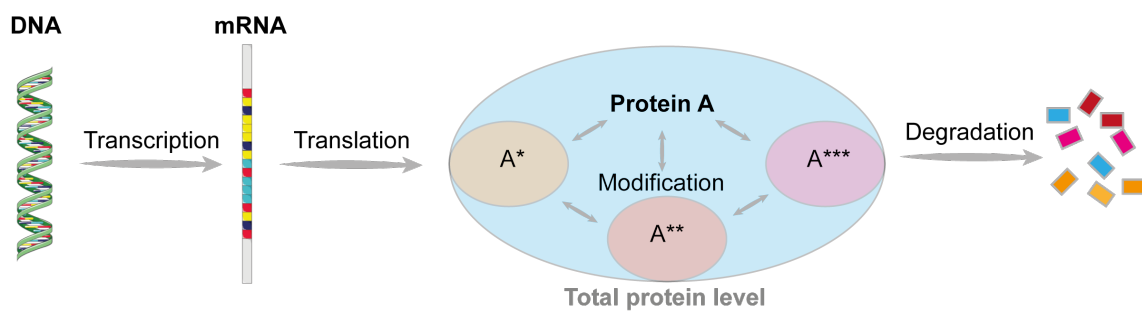 DNA
mRNA
Transcription
Translation
Protein A
A*
A***
Modification
A**
Total protein level
Degradation